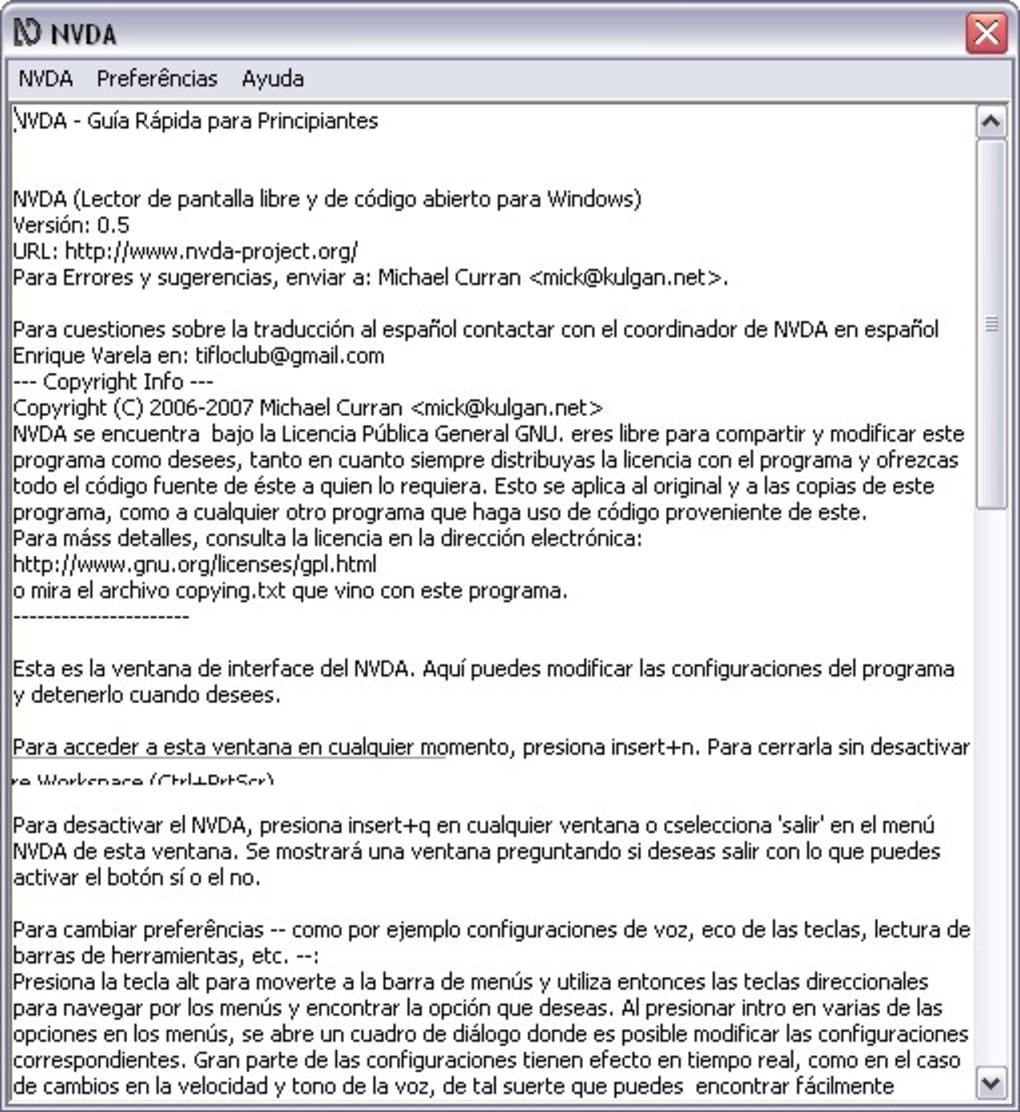 NVDA
NVDA Preferências Ayuda
NVDA - Guía Rápida para Principiantes
NVDA (Lector de pantalla libre y de código abierto para Windows)
Versión: 0.5
URL: http://www.nvda-project.org/
Para Errores y sugerencias, enviar a: Michael Curran <mick@kulgan.net>.
Para cuestiones sobre la traducción al español contactar con el coordinador de NVDA en español
Enrique Varela en: tifloclub@gmail.com
--- Copyright Info ---
Copyright (C) 2006-2007 Michael Curran <mick@kulgan.net>
NVDA se encuentra  bajo la Licencia Pública General GNU. eres libre para compartir y modificar este
programa como desees, tanto en cuanto siempre distribuyas la licencia con el programa y ofrezcas
todo el código fuente de éste a quien lo requiera. Esto se aplica al original y a las copias de este
programa, como a cualquier otro programa que haga uso de código proveniente de este.
Para máss detalles, consulta la licencia en la dirección electrónica:
http://www.gnu.org/licenses/gpl.html
o mira el archivo copying.txt que vino con este programa.
----------------------
Esta es la ventana de interface del NVDA. Aquí puedes modificar las configuraciones del programa
y detenerlo cuando desees.
Para acceder a esta ventana en cualquier momento, presiona insert+n. Para cerrarla sin desactivar
re Workspace (Ctrl+PrtScr)
Para desactivar el NVDA, presiona insert+q en cualquier ventana o cselecciona 'salir' en el menú
NVDA de esta ventana. Se mostrará una ventana preguntando si deseas salir con lo que puedes
activar el botón sí o el no.
Para cambiar preferências -- como por ejemplo configuraciones de voz, eco de las teclas, lectura de
barras de herramientas, etc. --:
Presiona la tecla alt para moverte a la barra de menús y utiliza entonces las teclas direccionales
para navegar por los menús y encontrar la opción que deseas. Al presionar intro en varias de las
opciones en los menús, se abre un cuadro de diálogo donde es posible modificar las configuraciones
correspondientes. Gran parte de las configuraciones tienen efecto en tiempo real, como en el caso
de cambios en la velocidad y tono de la voz, de tal suerte que puedes  encontrar fácilmente